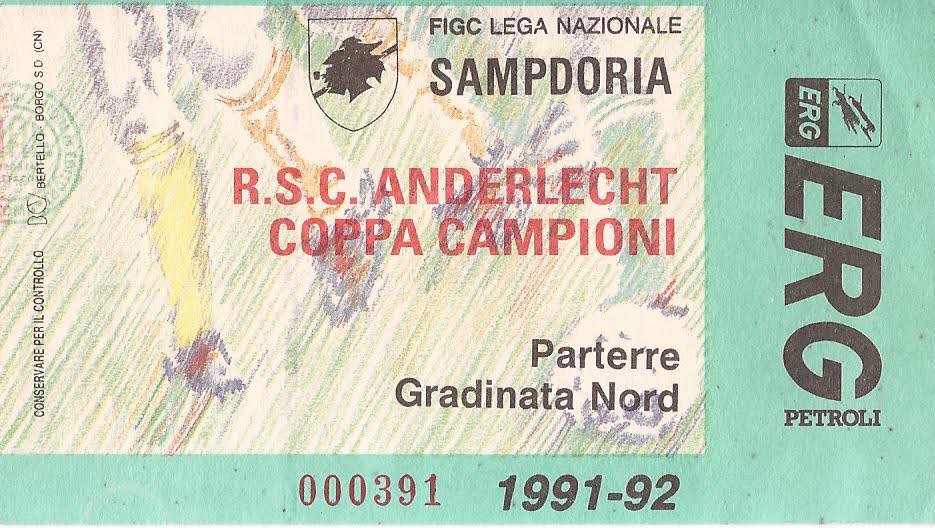 FIGC LEGA NAZIONALE
SAMPDORIA
R.S.C. ANDERLECHT
COPPA CAMPIONI
Parterre
Gradinata Nord
000391
1991-92
CONSERVARE PER IL CONTROLLO
BERTELLO - BORGO S D (CN)
ERG
ERG
PETROLI